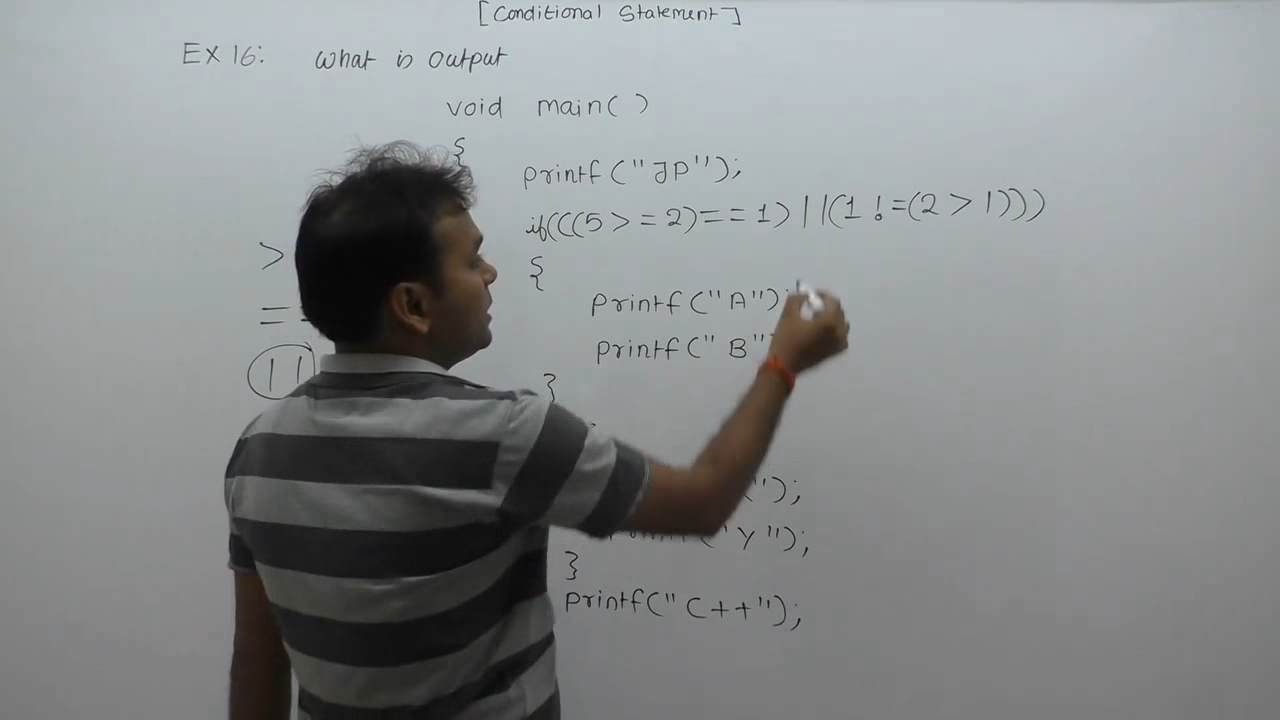 [Conditional Statement]
EX 16: What is output
void main( )
{
printf ("JP");
if(((5 > = 2)= = 1) | |(1 ! =(2 > 1)))
{
>
printf ("A");
= =
printf (" B"
| |
}
");
("Y");
}
printf(" C++");